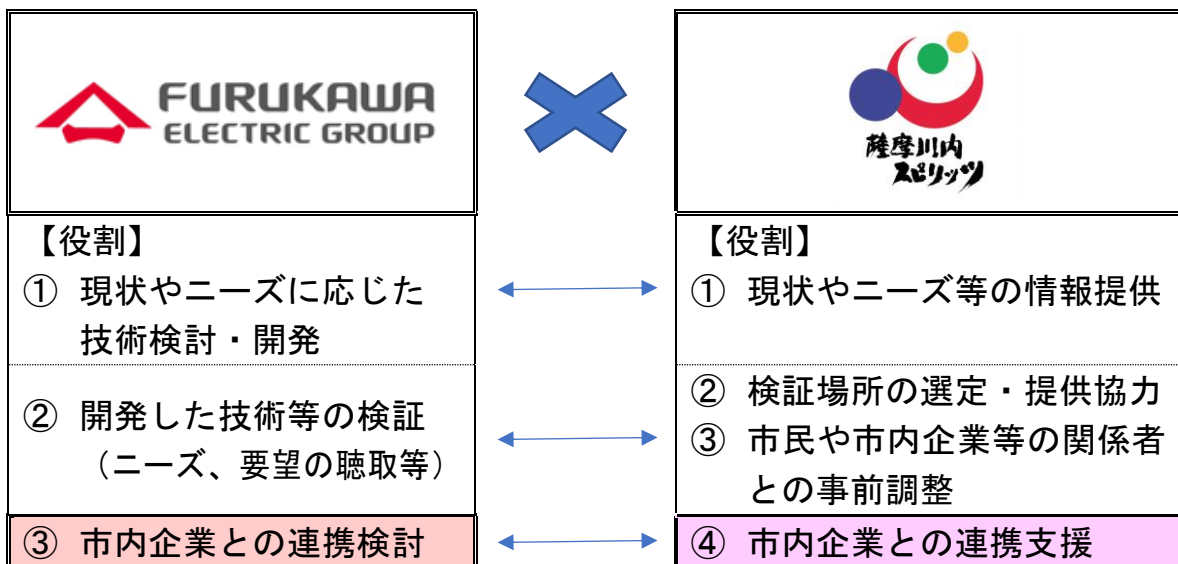 FURUKAWA
ELECTRIC GROUP
薩摩川内
スピリッツ
【役割】
① 現状やニーズに応じた
技術検討・開発
② 開発した技術等の検証
（ニーズ、要望の聴取等）
③ 市内企業との連携検討
【役割】
① 現状やニーズ等の情報提供
② 検証場所の選定・提供協力
③ 市民や市内企業等の関係者
との事前調整
④ 市内企業との連携支援